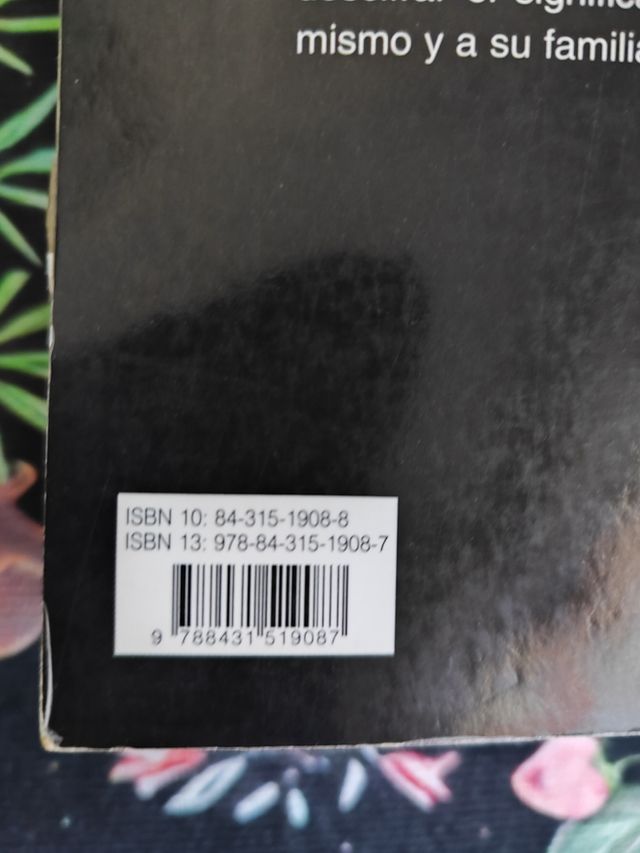 mismo y a su familia
ISBN 10: 84-315-1908-8
ISBN 13: 978-84-315-1908-7
9 788431 519087